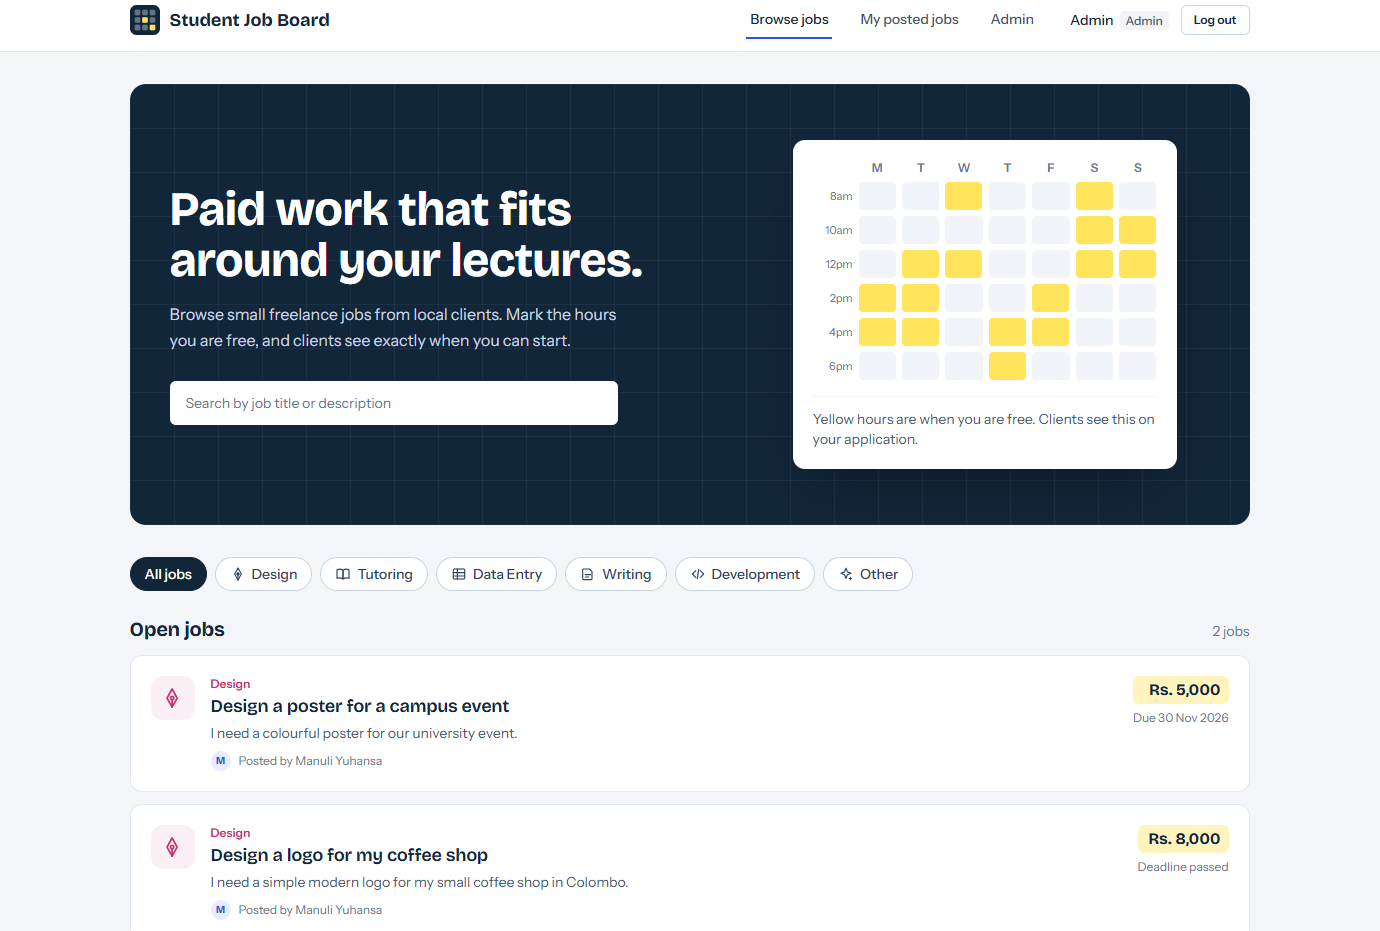 Student Job Board
Browse jobs
My posted jobs
Admin
Admin
Admin
Log out
Paid work that fits
around your lectures.
Browse small freelance jobs from local clients. Mark the hours
you are free, and clients see exactly when you can start.
Search by job title or description
M T W T F S S
8am
10am
12pm
2pm
4pm
6pm
Yellow hours are when you are free. Clients see this on
your application.
All jobs
Design
Tutoring
Data Entry
Writing
Development
Other
Open jobs
2 jobs
Design
Design a poster for a campus event
I need a colourful poster for our university event.
M Posted by Manuli Yuhansa
Rs. 5,000
Due 30 Nov 2026
Design
Design a logo for my coffee shop
I need a simple modern logo for my small coffee shop in Colombo.
M Posted by Manuli Yuhansa
Rs. 8,000
Deadline passed